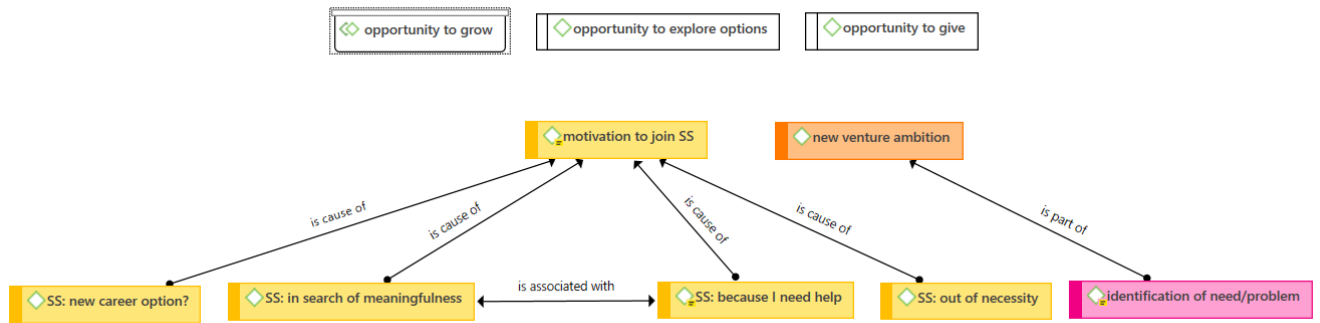 opportunity to grow
opportunity to explore options
opportunity to give
motivation to join SS
new venture ambition
is cause of
is cause of
is cause of
is cause of
is part of
SS: new career option?
SS: in search of meaningfulness
is associated with
SS: because I need help
SS: out of necessity
identification of need/problem